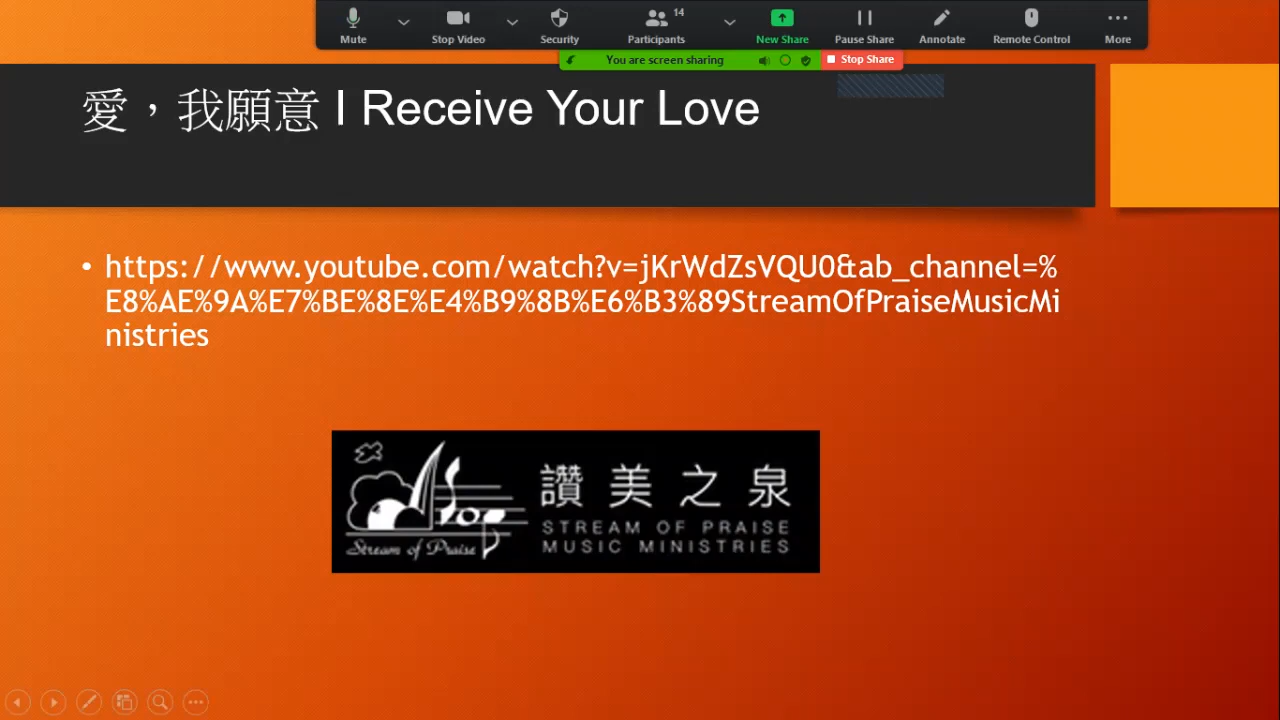 14
Mute
Stop Video
Security
Participants
New Share
Pause Share
Annotate
Remote Control
More
You are screen sharing
Stop Share
愛，我願意 I Receive Your Love
• https://www.youtube.com/watch?v=jKrWdZsVQU0&ab_channel=%
E8%AE%9A%E7%BE%8E%E4%B9%8B%E6%B3%89StreamOfPraiseMusicMi
nistries
Sop
Stream of Praise
讚美之泉
STREAM OF PRAISE
MUSIC MINISTRIES